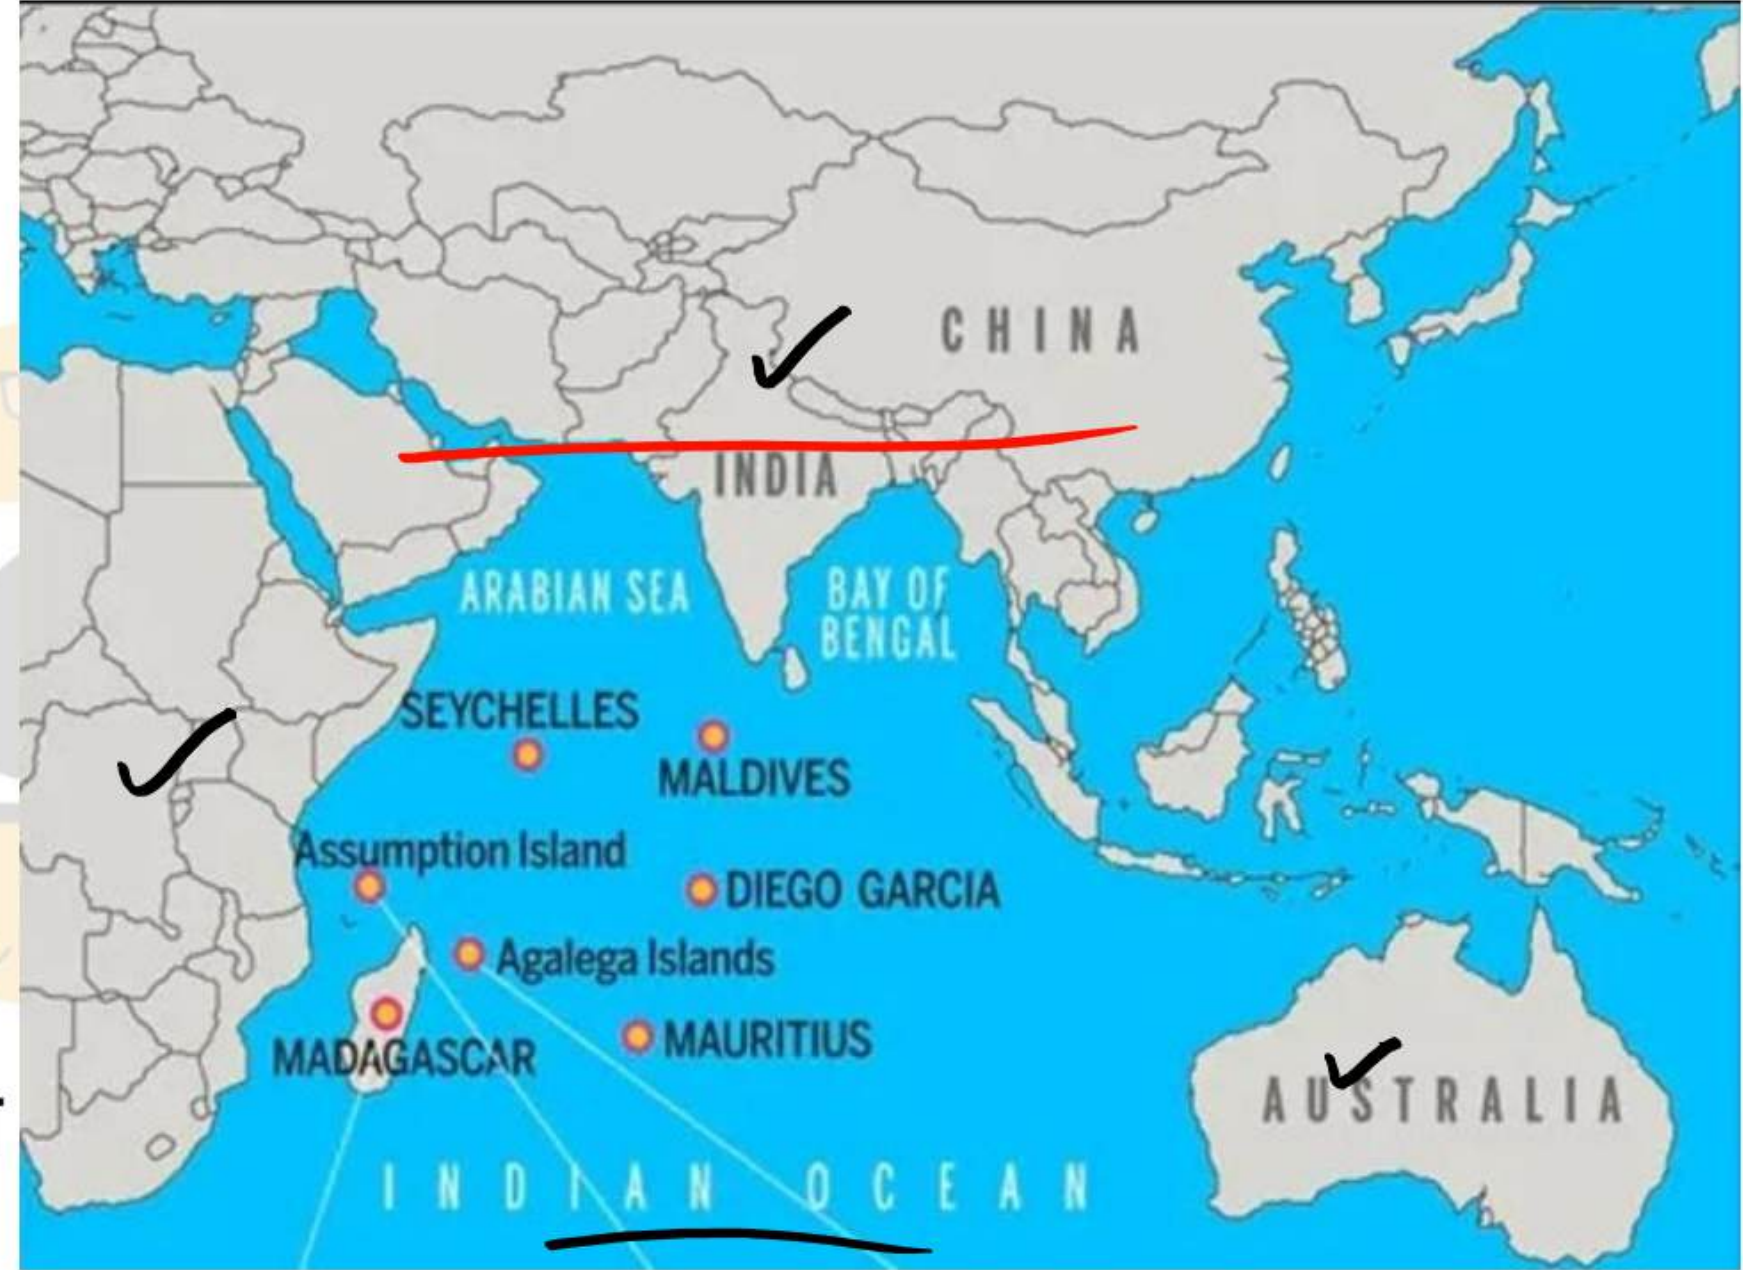 CHINA
INDIA
ARABIAN SEA
BAY OF
BENGAL
SEYCHELLES
MALDIVES
Assumption Island
DIEGO GARCIA
Agalega Islands
MAURITIUS
MADAGASCAR
AUSTRALIA
INDIAN OCEAN